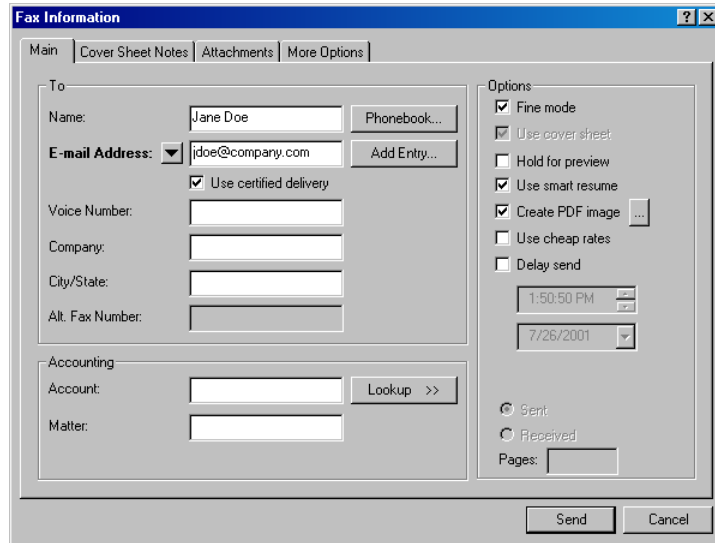 Fax Information
Main Cover Sheet Notes Attachments More Options
To
Name: Jane Doe Phonebook...
E-mail Address: jdoe@company.com Add Entry...
Use certified delivery
Voice Number:
Company:
City/State:
Alt. Fax Number:
Accounting
Account: Lookup >>
Matter:
Options
Fine mode
Use cover sheet
Hold for preview
Use smart resume
Create PDF image ...
Use cheap rates
Delay send
1:50:50 PM
7/26/2001
Sent
Received
Pages:
Send Cancel